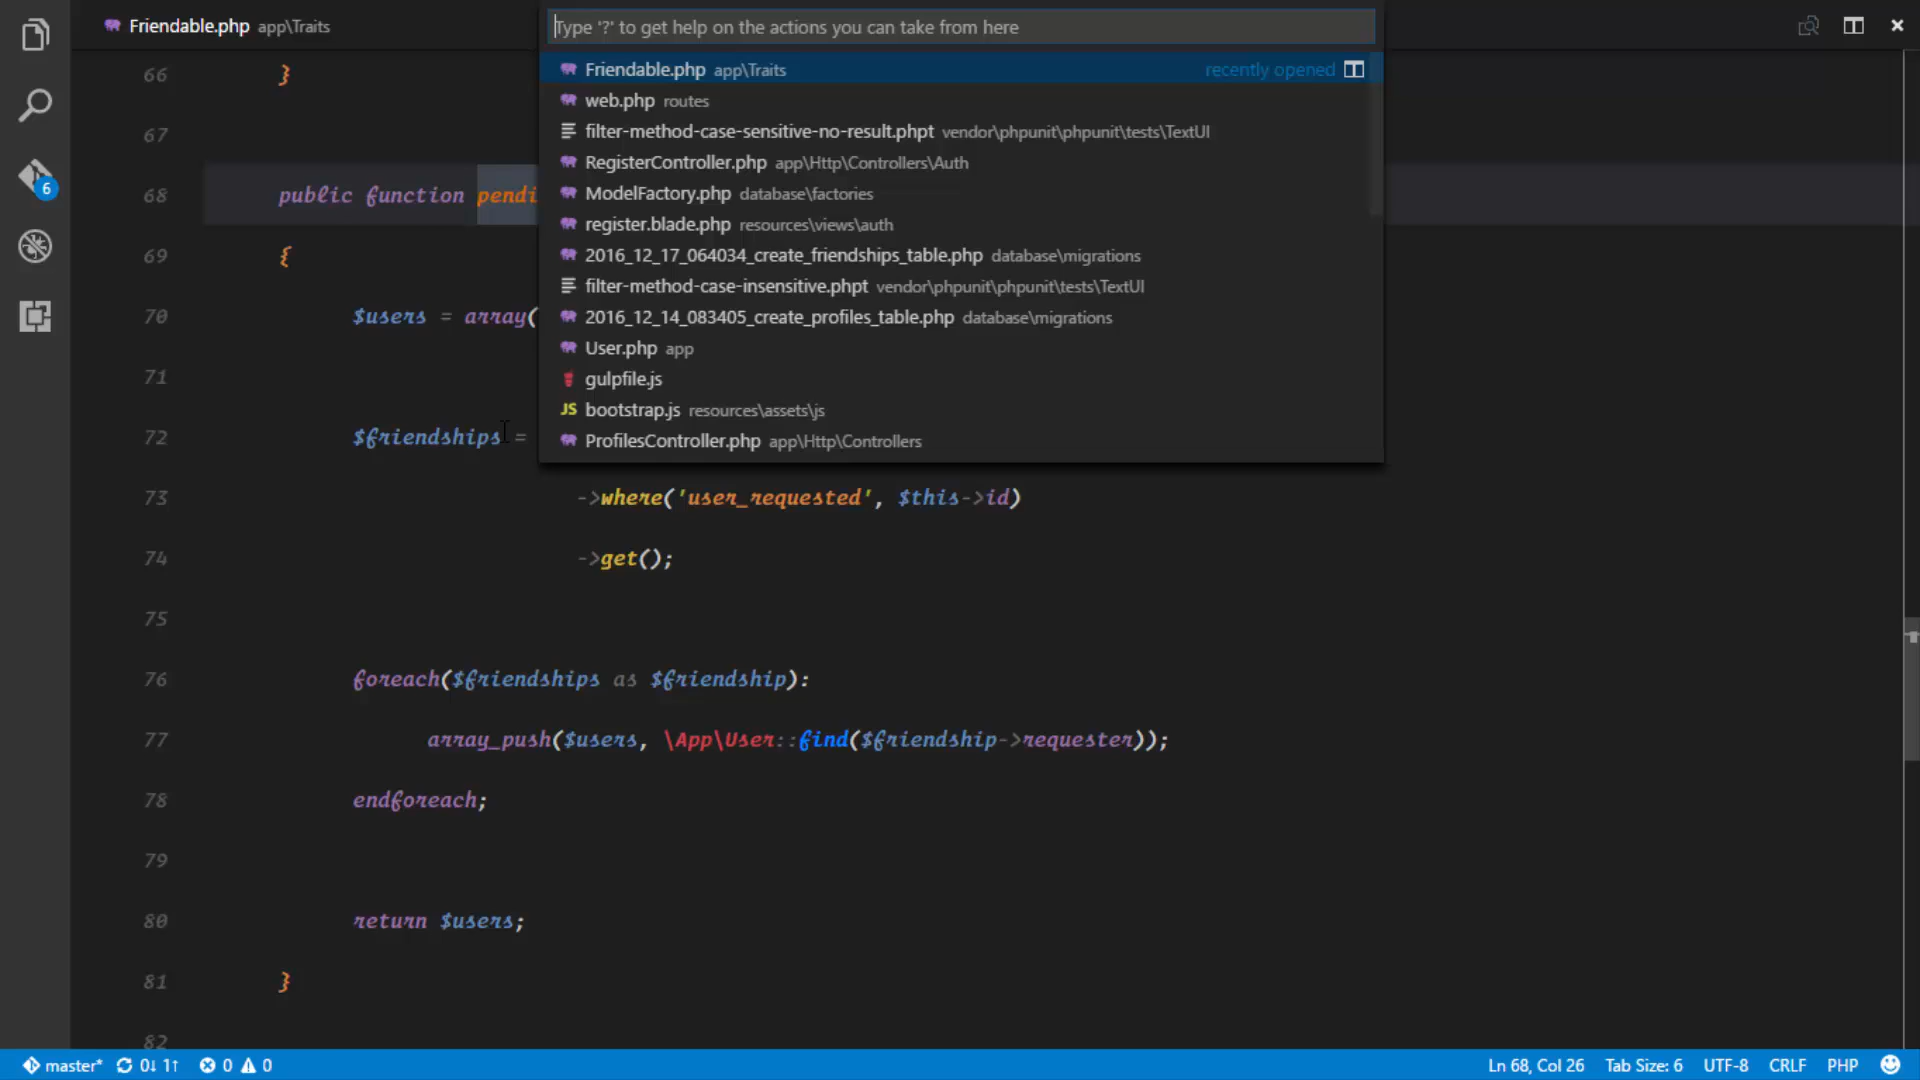 Friendable.php app\Traits
Type '?' to get help on the actions you can take from here
Friendable.php app\Traits recently opened
web.php routes
filter-method-case-sensitive-no-result.phpt vendor\phpunit\phpunit\tests\TextUI
RegisterController.php app\Http\Controllers\Auth
ModelFactory.php database\factories
register.blade.php resources\views\auth
2016_12_17_064034_create_friendships_table.php database\migrations
filter-method-case-insensitive.phpt vendor\phpunit\phpunit\tests\TextUI
2016_12_14_083405_create_profiles_table.php database\migrations
User.php app
gulpfile.js
JS bootstrap.js resources\assets\js
ProfilesController.php app\Http\Controllers
66 }
67
68 public function pendi
69 {
70 $users = array(
71
72 $friendships =
73 ->where('user_requested', $this->id)
74 ->get();
75
76 foreach($friendships as $friendship):
77 array_push($users, \App\User::find($friendship->requester));
78 endforeach;
79
80 return $users;
81 }
82
6
master* 0↓ 1↑ 0 0 Ln 68, Col 26 Tab Size: 6 UTF-8 CRLF PHP